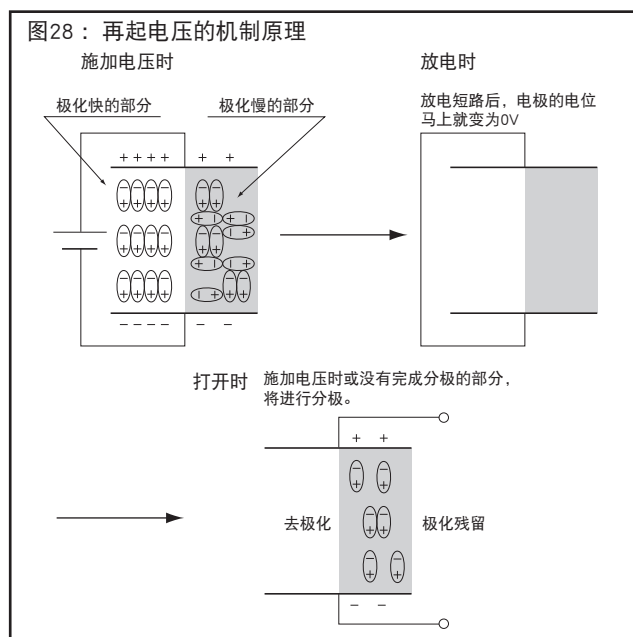 图28：再起电压的机制原理
施加电压时
放电时
极化快的部分
极化慢的部分
放电短路后，电极的电位
马上就变为0V
++++ + +
−−−− − −
打开时
施加电压时或没有完成分极的部分，
将进行分极。
+ +
去极化
极化残留
− −